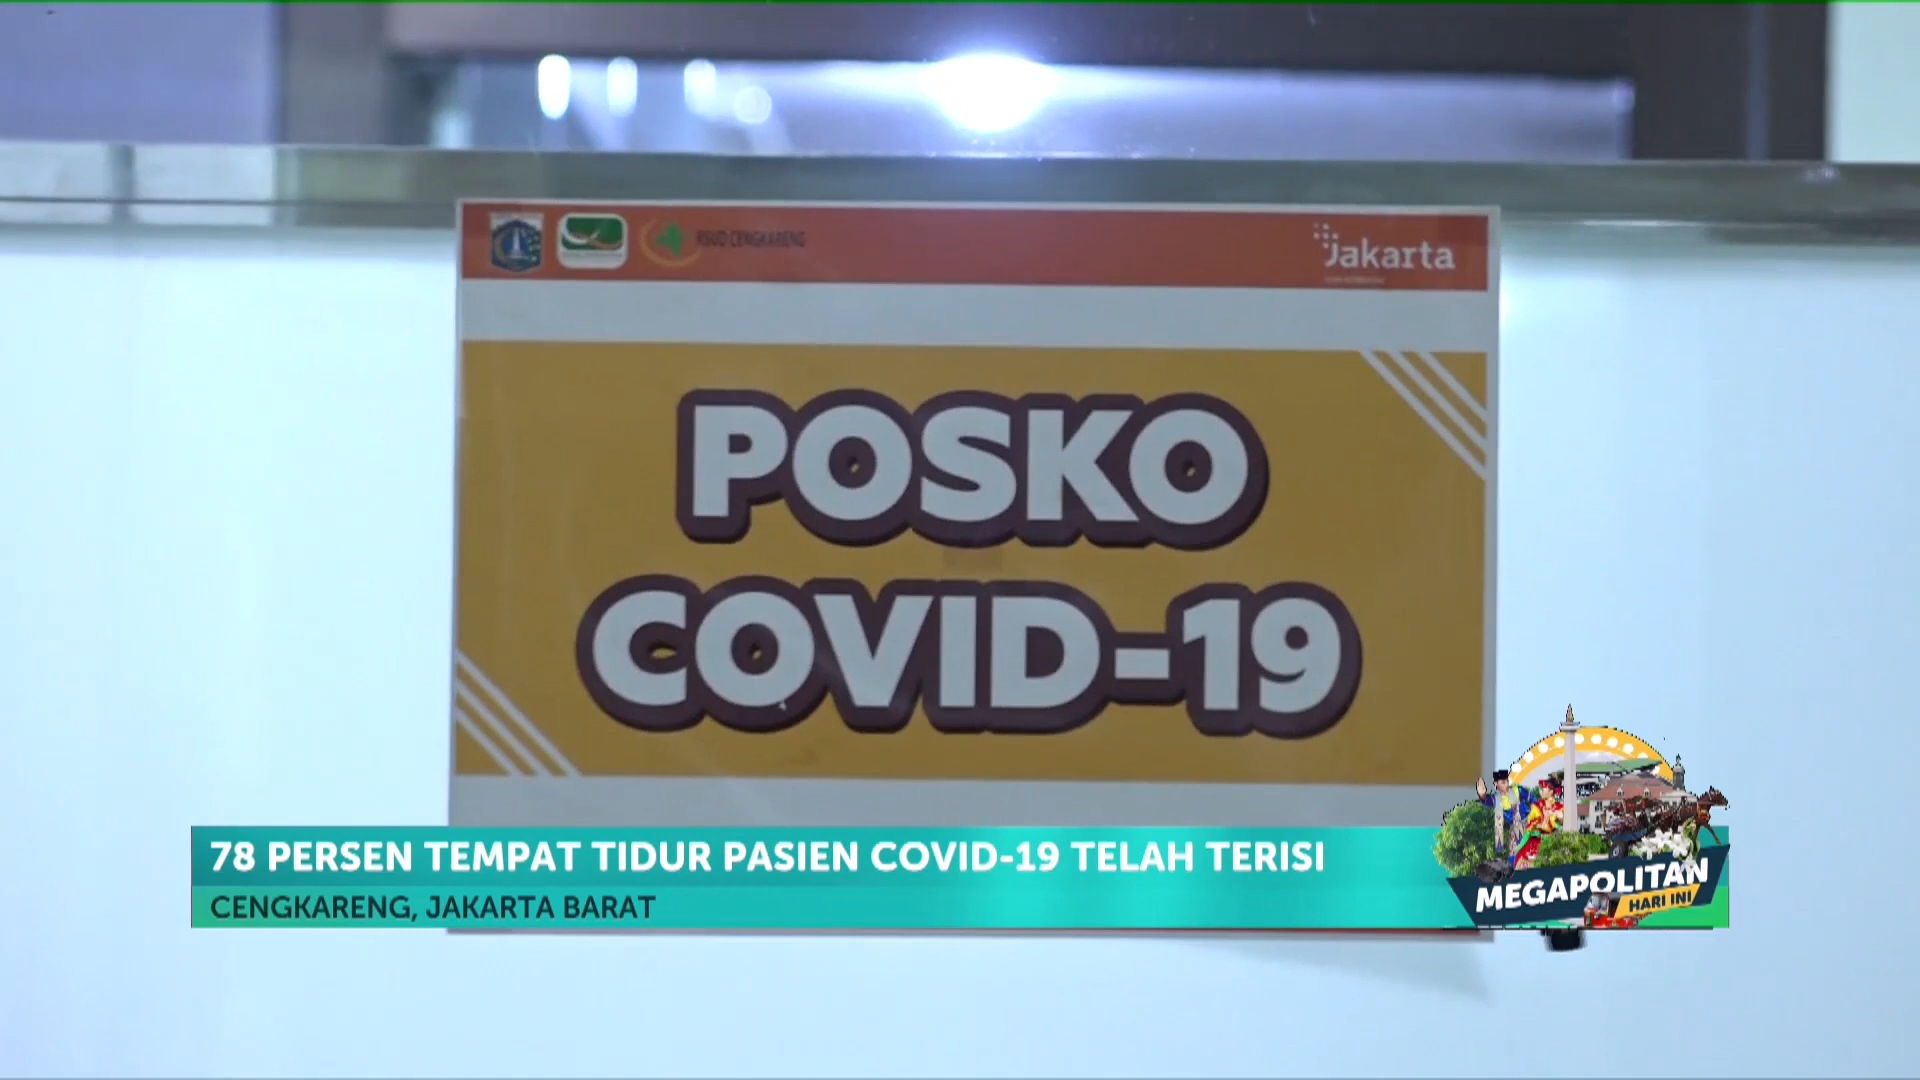 RSUD CENGKARENG
Jakarta
POSKO
COVID-19
78 PERSEN TEMPAT TIDUR PASIEN COVID-19 TELAH TERISI
CENGKARENG, JAKARTA BARAT
MEGAPOLITAN
HARI INI